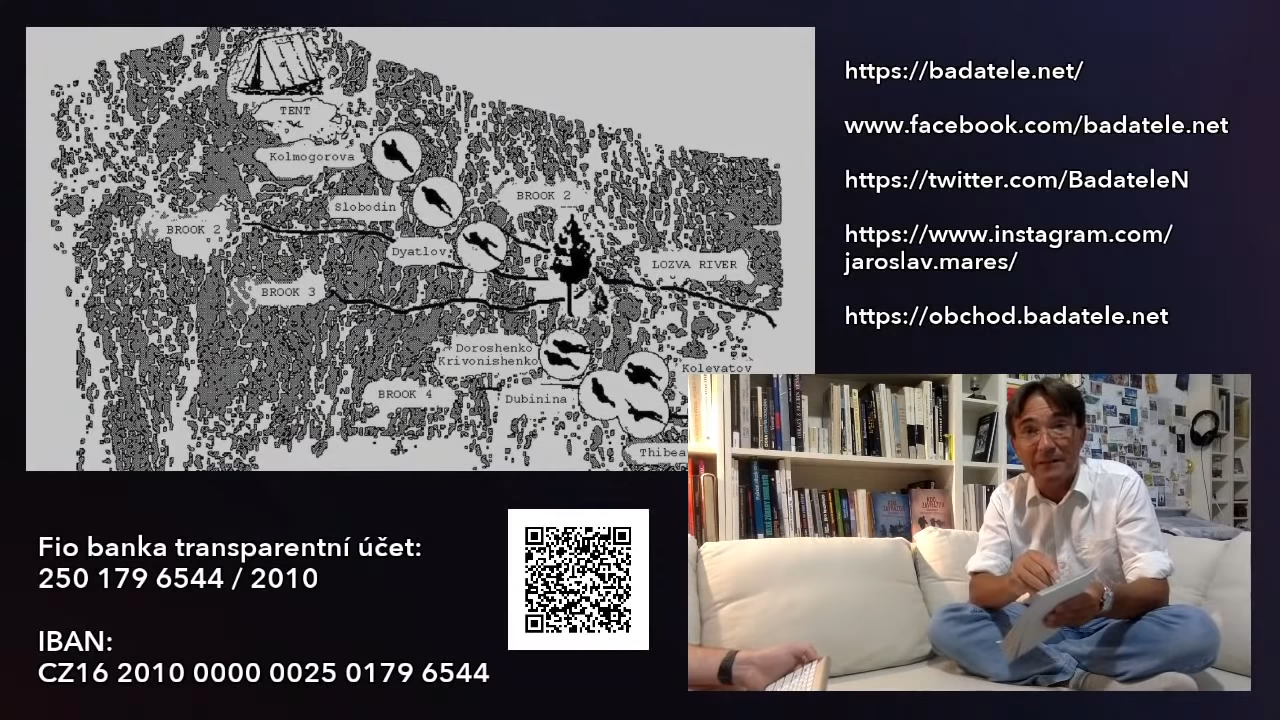 TENT
Kolmogorova
Slobodin
BROOK 2
BROOK 2
Dyatlov
LOZVA RIVER
BROOK 3
Doroshenko
Krivonishenko
Kolevatov
BROOK 4
Dubinina
Thibea
https://badatele.net/
www.facebook.com/badatele.net
https://twitter.com/BadateleN
https://www.instagram.com/
jaroslav.mares/
https://obchod.badatele.net
Fio banka transparentní účet:
250 179 6544 / 2010
IBAN:
CZ16 2010 0000 0025 0179 6544